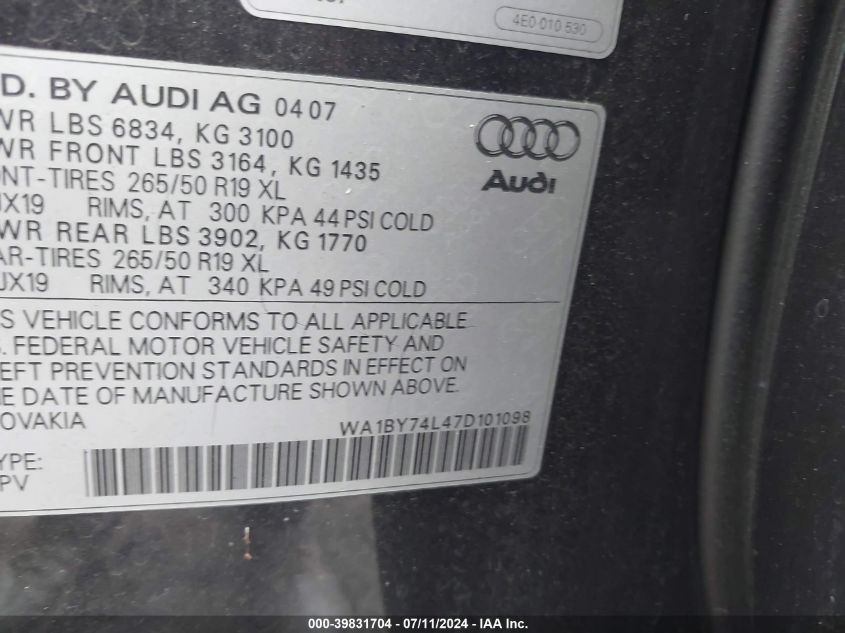 4E0 010 530
D. BY AUDI AG 04 07
WR LBS 6834, KG 3100
WR FRONT LBS 3164, KG 1435
NT-TIRES 265/50 R19 XL
JX19 RIMS, AT 300 KPA 44 PSI COLD
WR REAR LBS 3902, KG 1770
AR-TIRES 265/50 R19 XL
JX19 RIMS, AT 340 KPA 49 PSI COLD
Audi
S VEHICLE CONFORMS TO ALL APPLICABLE
S. FEDERAL MOTOR VEHICLE SAFETY AND
EFT PREVENTION STANDARDS IN EFFECT ON
E DATE OF MANUFACTURE SHOWN ABOVE.
OVAKIA
WA1BY74L47D101098
YPE:
PV
000-39831704 - 07/11/2024 - IAA Inc.